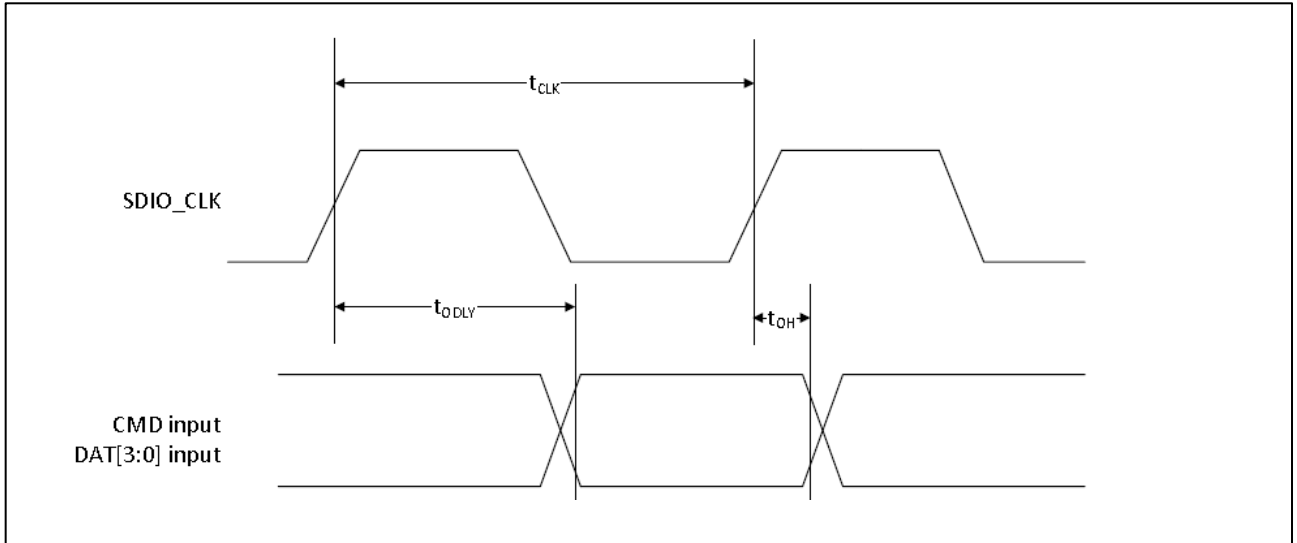 tCLK
SDIO_CLK
tODLY
tOH
CMD input
DAT[3:0] input